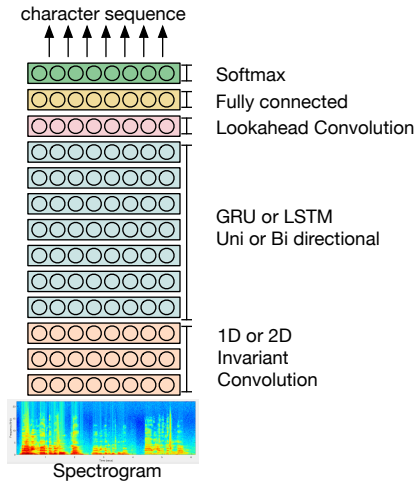 character sequence
Softmax
Fully connected
Lookahead Convolution
GRU or LSTM
Uni or Bi directional
1D or 2D
Invariant
Convolution
Spectrogram